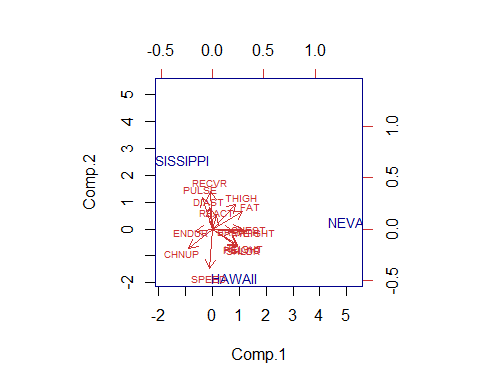 -0.5 0.0 0.5 1.0
5
4
3
2
1
0
-2
Comp.2
1.0
0.5
0.0
-0.5
SISSIPPI
RECVR
PULSE
THIGH
FAT
ENDUR
CHNUP
SPEED
HAWAII
NEVA
-2 0 1 2 3 4 5
Comp.1